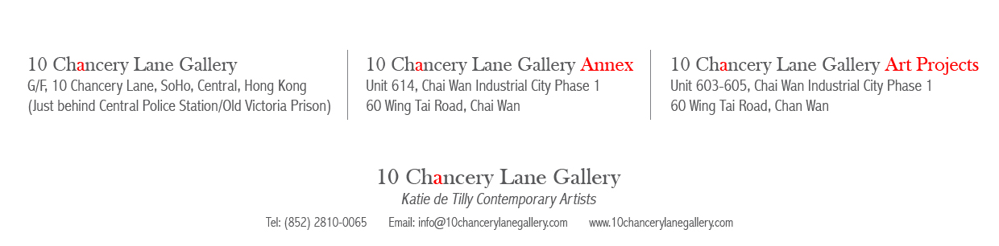 10 Chancery Lane Gallery
G/F, 10 Chancery Lane, SoHo, Central, Hong Kong
(Just behind Central Police Station/Old Victoria Prison)
10 Chancery Lane Gallery Annex
Unit 614, Chai Wan Industrial City Phase 1
60 Wing Tai Road, Chai Wan
10 Chancery Lane Gallery Art Projects
Unit 603-605, Chai Wan Industrial City Phase 1
60 Wing Tai Road, Chan Wan
10 Chancery Lane Gallery
Katie de Tilly Contemporary Artists
Tel: (852) 2810-0065 Email: info@10chancerylanegallery.com www.10chancerylanegallery.com